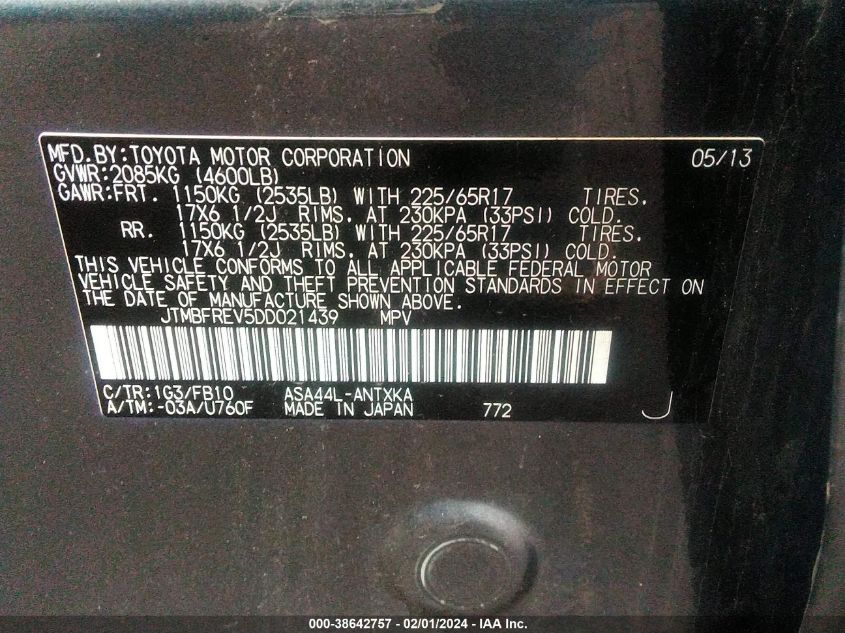 MFD.BY:TOYOTA MOTOR CORPORATION 05/13
GVWR:2085KG (4600LB)
GAWR:FRT. 1150KG (2535LB) WITH 225/65R17 TIRES.
17X6 1/2J RIMS. AT 230KPA (33PSI) COLD.
RR. 1150KG (2535LB) WITH 225/65R17 TIRES.
17X6 1/2J RIMS. AT 230KPA (33PSI) COLD.
THIS VEHICLE CONFORMS TO ALL APPLICABLE FEDERAL MOTOR
VEHICLE SAFETY AND THEFT PREVENTION STANDARDS IN EFFECT ON
THE DATE OF MANUFACTURE SHOWN ABOVE.
JTMBFREV5DD021439 MPV
C/TR:1G3/FB10 ASA44L-ANTXKA
A/TM:-03A/U760F MADE IN JAPAN 772 J
000-38642757 - 02/01/2024 - IAA Inc.